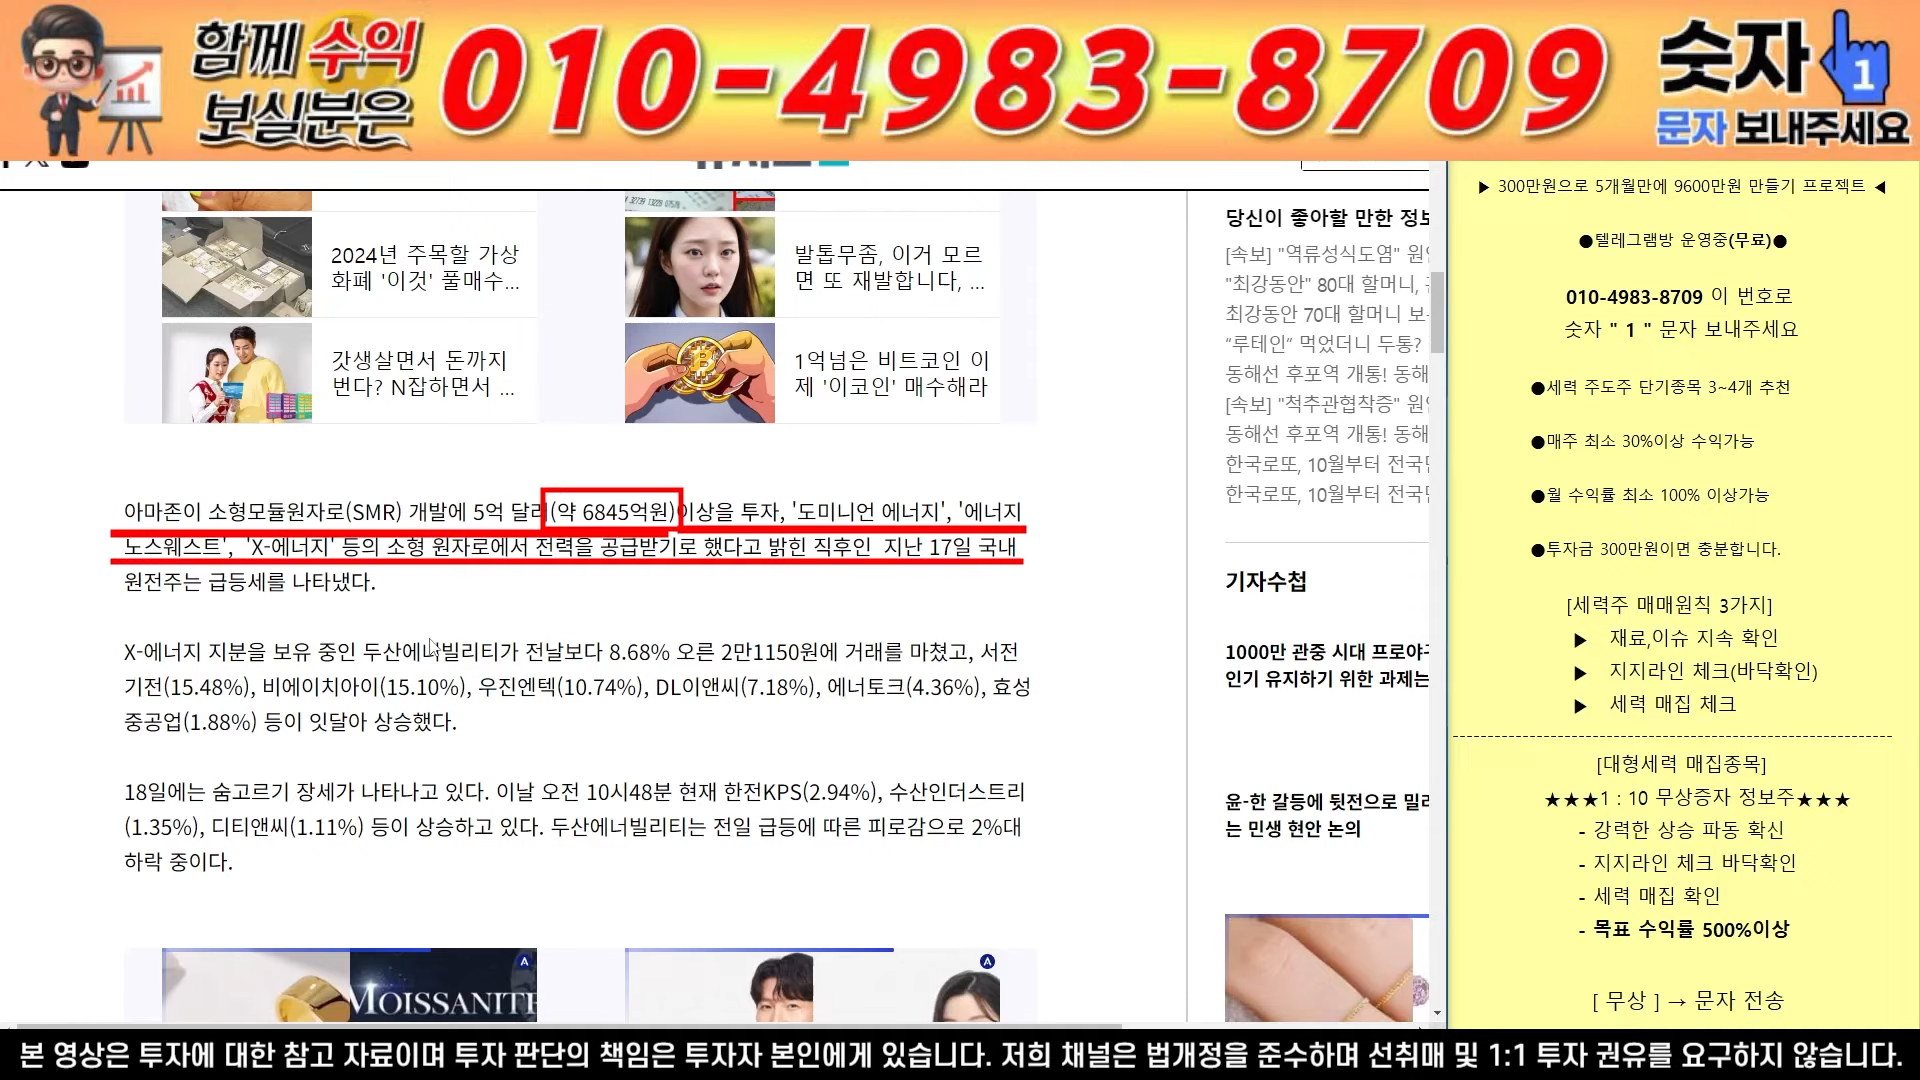 함께 수익
보실분은
010-4983-8709
숫자 1
문자 보내주세요
2024년 주목할 가상
화폐 '이것' 풀매수...
발톱무좀, 이거 모르
면 또 재발합니다, ...
갓생살면서 돈까지
번다? N잡하면서 ...
1억넘은 비트코인 이
제 '이코인' 매수해라
아마존이 소형모듈원자로(SMR) 개발에 5억 달러(약 6845억원)이상을 투자, '도미니언 에너지', '에너지
노스웨스트', 'X-에너지' 등의 소형 원자로에서 전력을 공급받기로 했다고 밝힌 직후인 지난 17일 국내
원전주는 급등세를 나타냈다.
X-에너지 지분을 보유 중인 두산에너빌리티가 전날보다 8.68% 오른 2만1150원에 거래를 마쳤고, 서전
기전(15.48%), 비에이치아이(15.10%), 우진엔텍(10.74%), DL이앤씨(7.18%), 에너토크(4.36%), 효성
중공업(1.88%) 등이 잇달아 상승했다.
18일에는 숨고르기 장세가 나타나고 있다. 이날 오전 10시48분 현재 한전KPS(2.94%), 수산인더스트리
(1.35%), 디티앤씨(1.11%) 등이 상승하고 있다. 두산에너빌리티는 전일 급등에 따른 피로감으로 2%대
하락 중이다.
MOISSANITE
당신이 좋아할 만한 정보
[속보] "역류성식도염" 원인
"최강동안" 80대 할머니,
최강동안 70대 할머니 보
“루테인” 먹었더니 두통?
동해선 후포역 개통! 동해
[속보] "척추관협착증" 원인
동해선 후포역 개통! 동해
한국로또, 10월부터 전국민
한국로또, 10월부터 전국민
기자수첩
1000만 관중 시대 프로야구
인기 유지하기 위한 과제는
윤-한 갈등에 뒷전으로 밀려
는 민생 현안 논의
▶ 300만원으로 5개월만에 9600만원 만들기 프로젝트 ◀
●텔레그램방 운영중(무료)●
010-4983-8709 이 번호로
숫자 " 1 " 문자 보내주세요
●세력 주도주 단기종목 3~4개 추천
●매주 최소 30%이상 수익가능
●월 수익률 최소 100% 이상가능
●투자금 300만원이면 충분합니다.
[세력주 매매원칙 3가지]
▶ 재료,이슈 지속 확인
▶ 지지라인 체크(바닥확인)
▶ 세력 매집 체크
[대형세력 매집종목]
★★★1 : 10 무상증자 정보주★★★
- 강력한 상승 파동 확신
- 지지라인 체크 바닥확인
- 세력 매집 확인
- 목표 수익률 500%이상
[ 무상 ] → 문자 전송
본 영상은 투자에 대한 참고 자료이며 투자 판단의 책임은 투자자 본인에게 있습니다. 저희 채널은 법개정을 준수하며 선취매 및 1:1 투자 권유를 요구하지 않습니다.